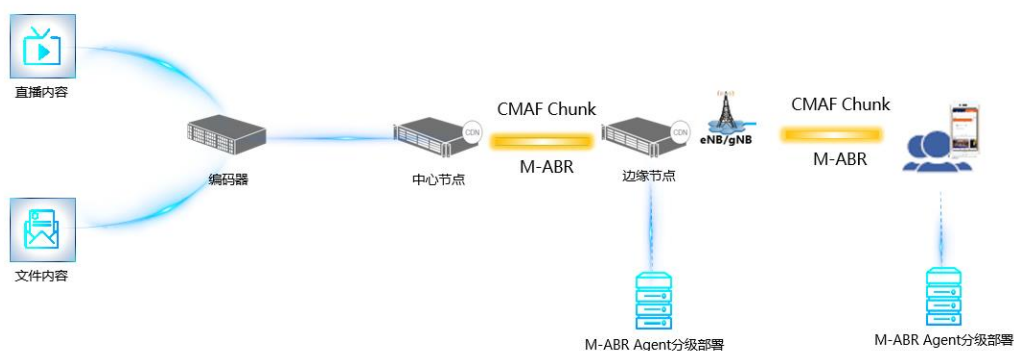 直播内容
文件内容
编码器
CDN
中心节点
CMAF Chunk
M-ABR
CDN
边缘节点
eNB/gNB
CMAF Chunk
M-ABR
M-ABR Agent分级部署
M-ABR Agent分级部署